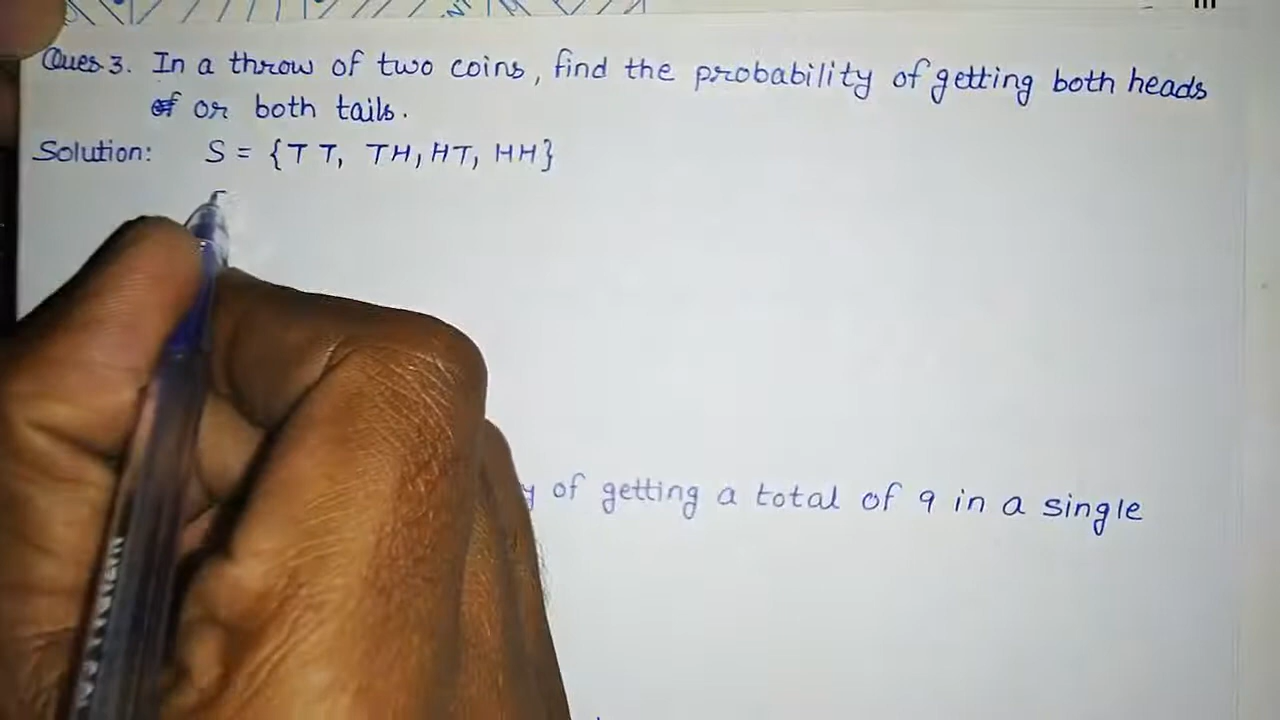 Ques 3. In a throw of two coins, find the probability of getting both heads
or both tails.
Solution: S = {TT, TH, HT, HH}
of getting a total of 9 in a single